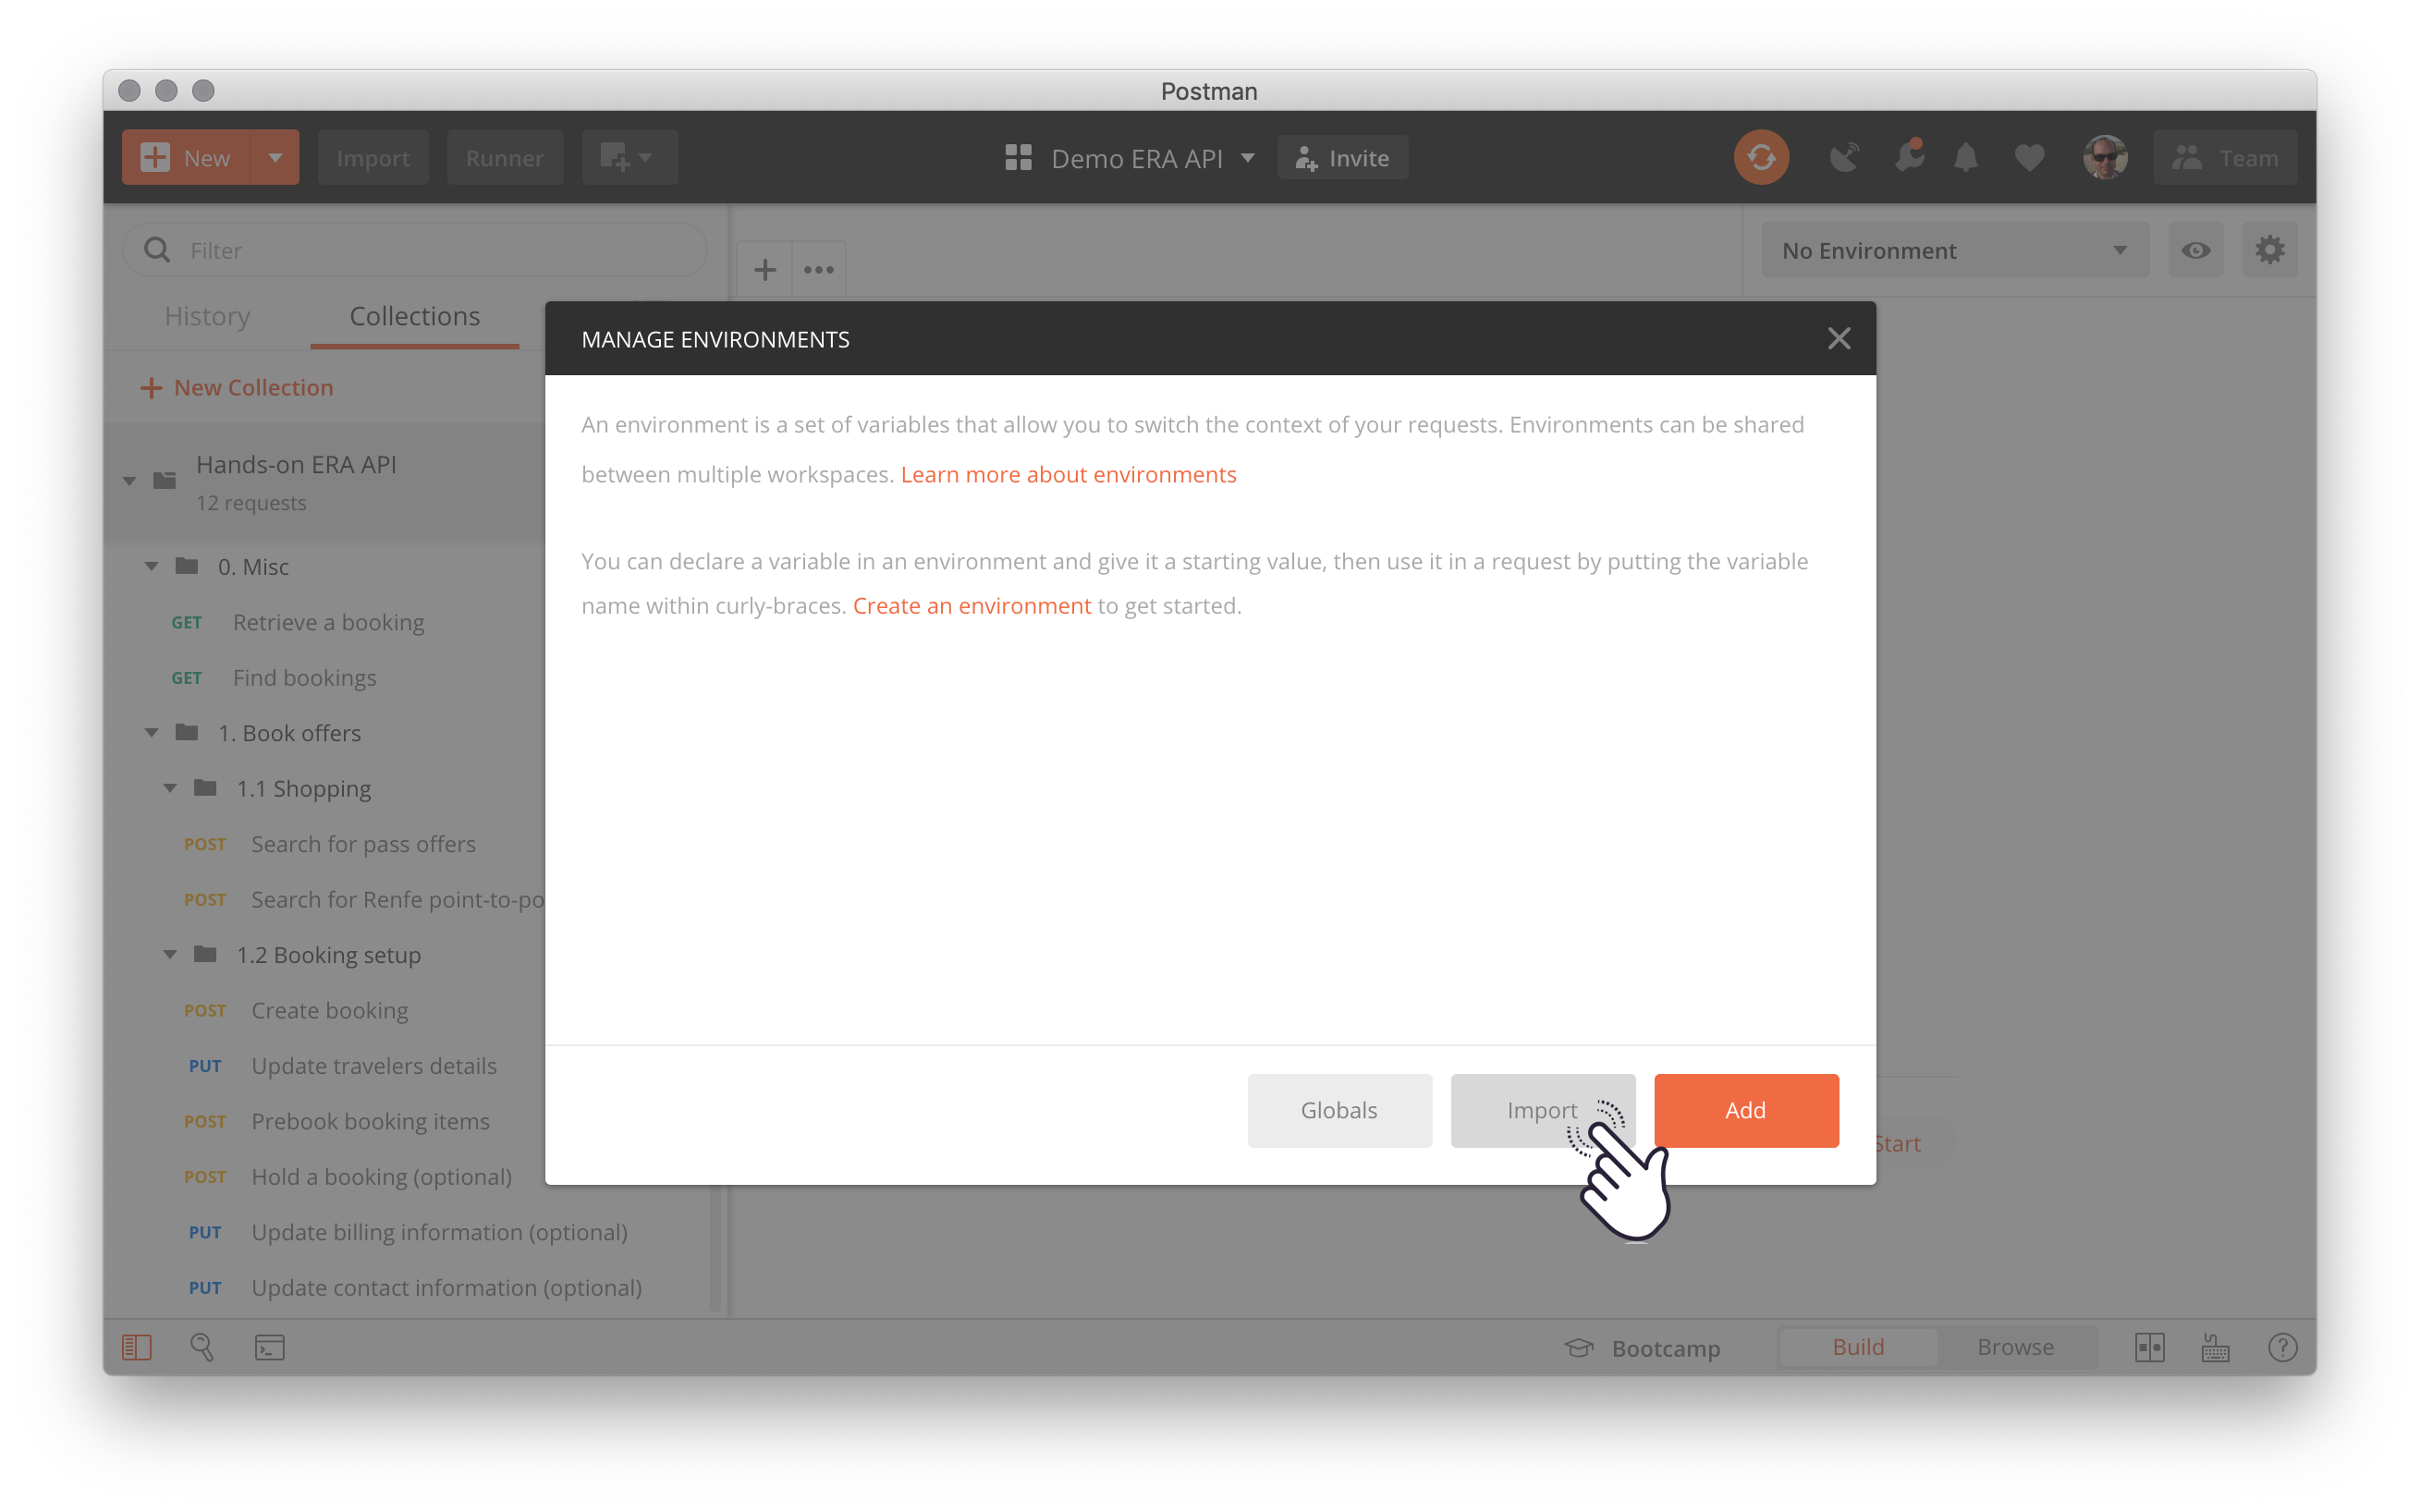 Postman
New
Import
Runner
Demo ERA API
Invite
Team
Filter
No Environment
History
Collections
MANAGE ENVIRONMENTS
New Collection
An environment is a set of variables that allow you to switch the context of your requests. Environments can be shared
between multiple workspaces. Learn more about environments
Hands-on ERA API
12 requests
You can declare a variable in an environment and give it a starting value, then use it in a request by putting the variable
name within curly-braces. Create an environment to get started.
0. Misc
GET Retrieve a booking
GET Find bookings
1. Book offers
1.1 Shopping
POST Search for pass offers
POST Search for Renfe point-to-po
1.2 Booking setup
POST Create booking
PUT Update travelers details
POST Prebook booking items
POST Hold a booking (optional)
PUT Update billing information (optional)
PUT Update contact information (optional)
Globals
Import
Add
Start
Bootcamp
Build
Browse